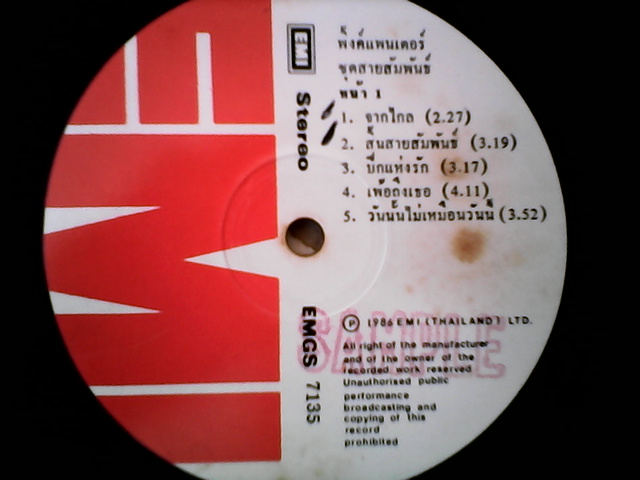 EMI
EMI
Stereo
พิ้งค์แพนเตอร์
ชุดสายสัมพันธ์
หน้า 1
1. จากไกล (2.27)
2. สิ้นสายสัมพันธ์ (3.19)
3. บึกแห่งรัก (3.17)
4. เพ้อถึงเธอ (4.11)
5. วันนั้นไม่เหมือนวันนี้ (3.52)
EMGS 7135
SAMPLE
℗ 1986 EMI (THAILAND) LTD.
All right of the manufacturer
and of the owner of the
recorded work reserved
Unauthorised public
performance
broadcasting and
copying of this
record
prohibited